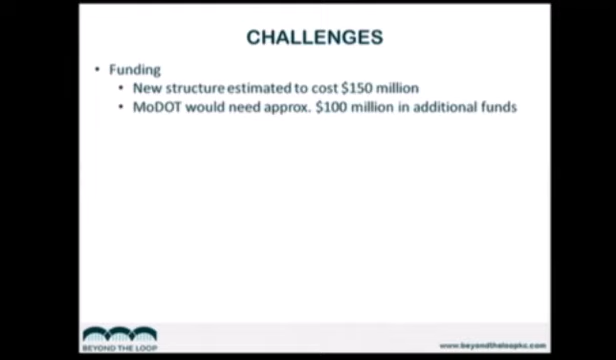 CHALLENGES
• Funding
• New structure estimated to cost $150 million
• MoDOT would need approx. $100 million in additional funds
BEYOND THE LOOP
www.beyondtheloopkc.com